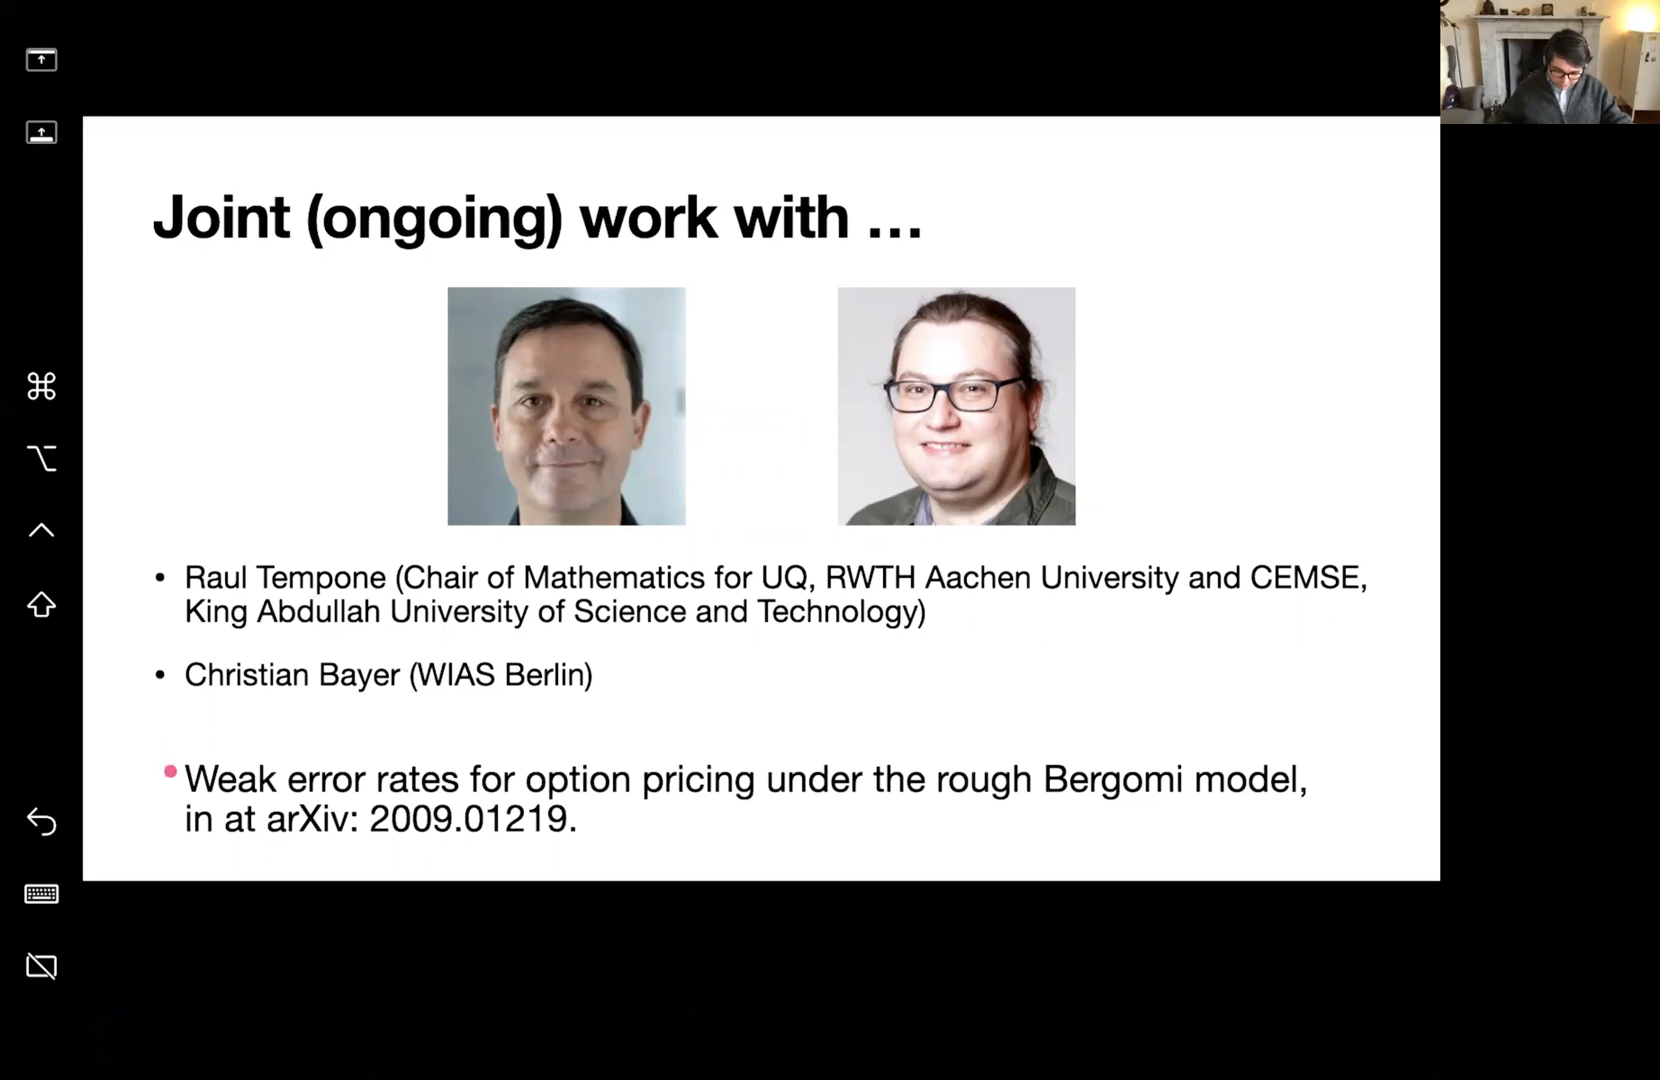 Joint (ongoing) work with …
• Raul Tempone (Chair of Mathematics for UQ, RWTH Aachen University and CEMSE,
King Abdullah University of Science and Technology)
• Christian Bayer (WIAS Berlin)
• Weak error rates for option pricing under the rough Bergomi model,
in at arXiv: 2009.01219.